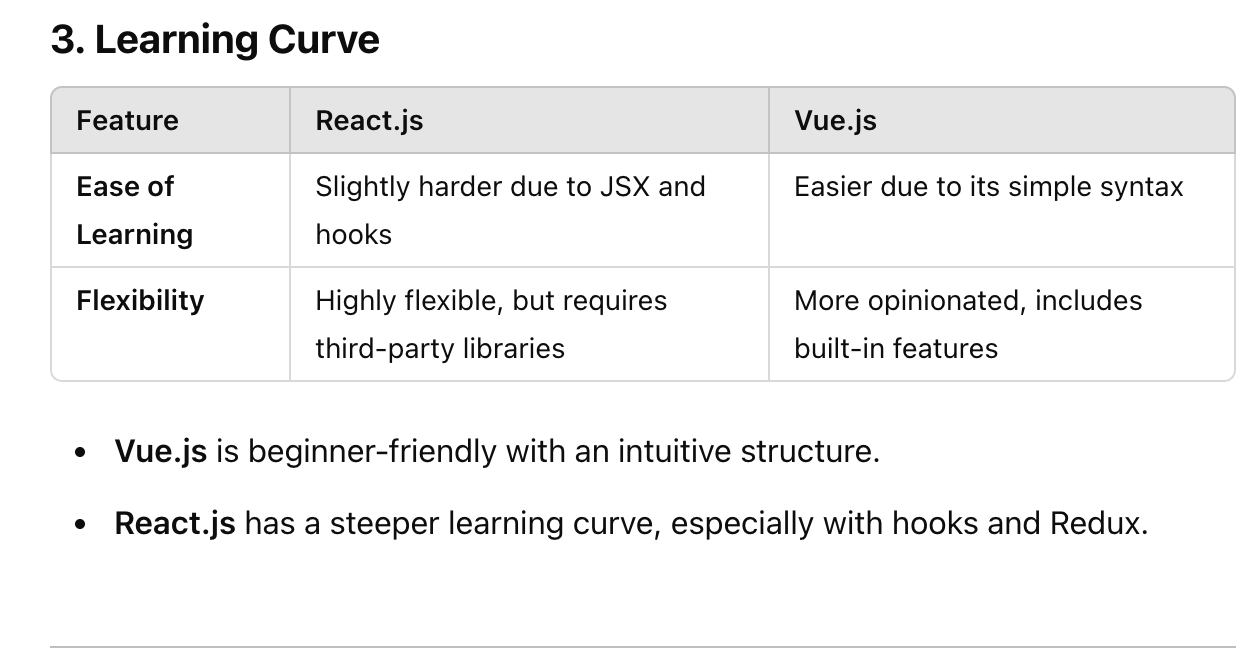 3. Learning Curve
Feature React.js Vue.js
Ease of Slightly harder due to JSX and Easier due to its simple syntax
Learning hooks
Flexibility Highly flexible, but requires More opinionated, includes
third-party libraries built-in features
• Vue.js is beginner-friendly with an intuitive structure.
• React.js has a steeper learning curve, especially with hooks and Redux.